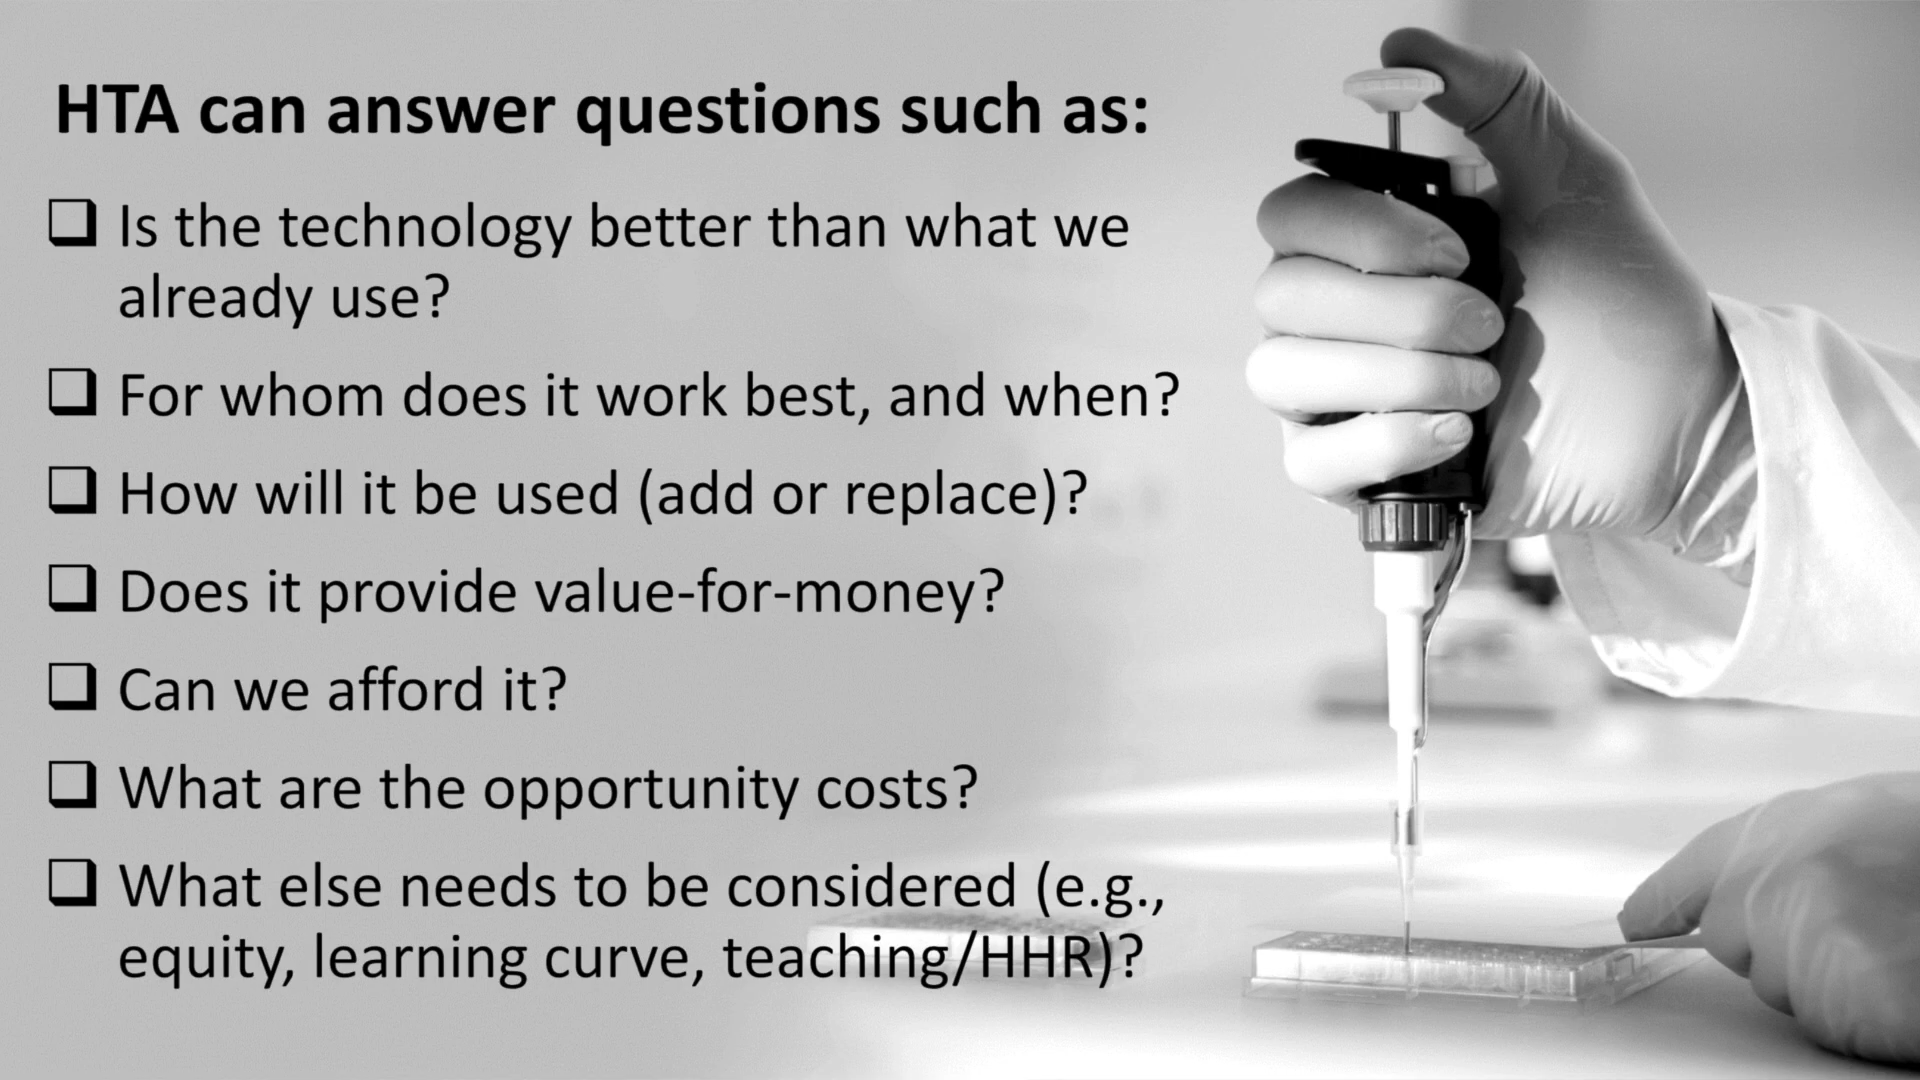 HTA can answer questions such as:
❑ Is the technology better than what we
already use?
❑ For whom does it work best, and when?
❑ How will it be used (add or replace)?
❑ Does it provide value-for-money?
❑ Can we afford it?
❑ What are the opportunity costs?
❑ What else needs to be considered (e.g.,
equity, learning curve, teaching/HHR)?